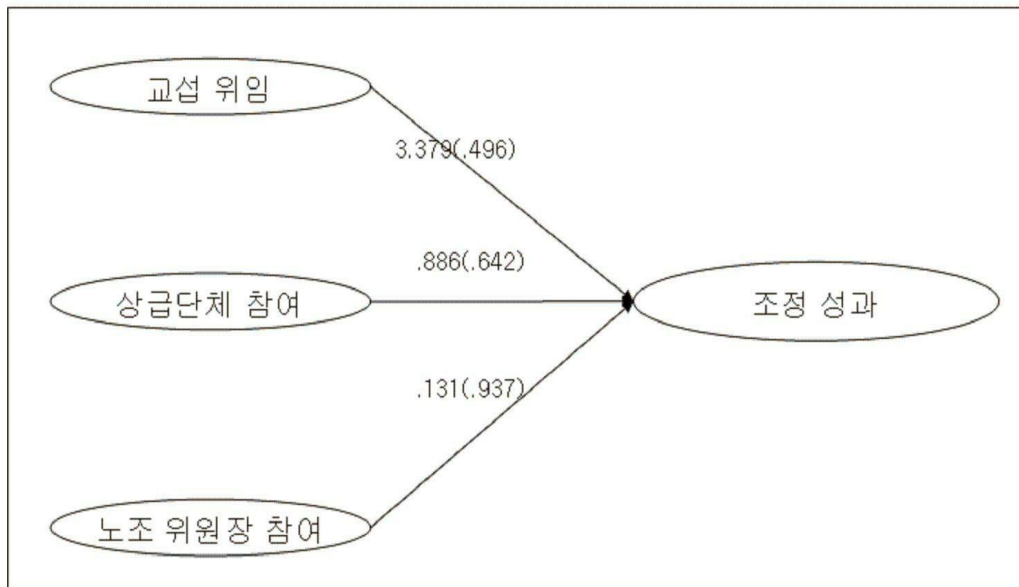 교섭 위임
3.379(.496)
.886(.642)
상급단체 참여
조정 성과
.131(.937)
노조 위원장 참여